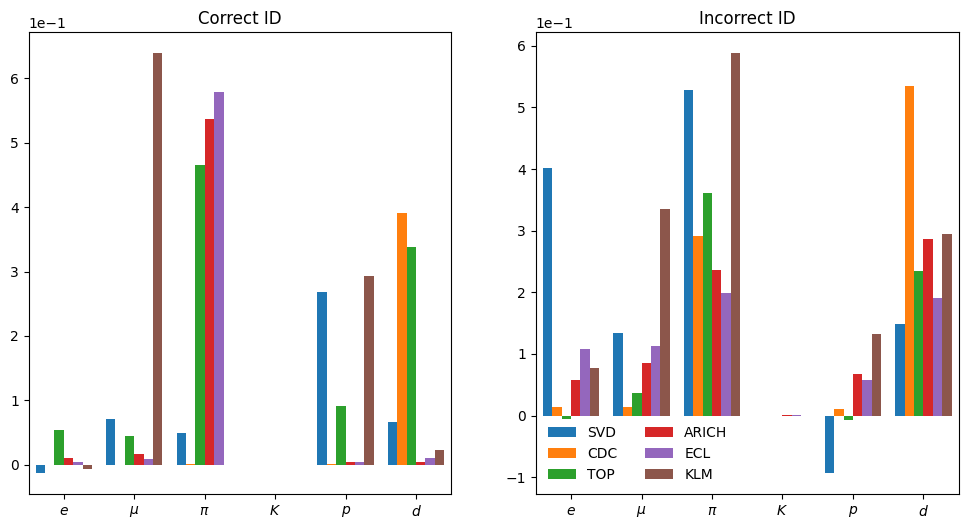 Correct ID
1e−1
6
5
4
3
2
1
0
e μ π K p d
Incorrect ID
1e−1
6
5
4
3
2
1
0
−1
SVD ARICH
CDC ECL
TOP KLM
e μ π K p d